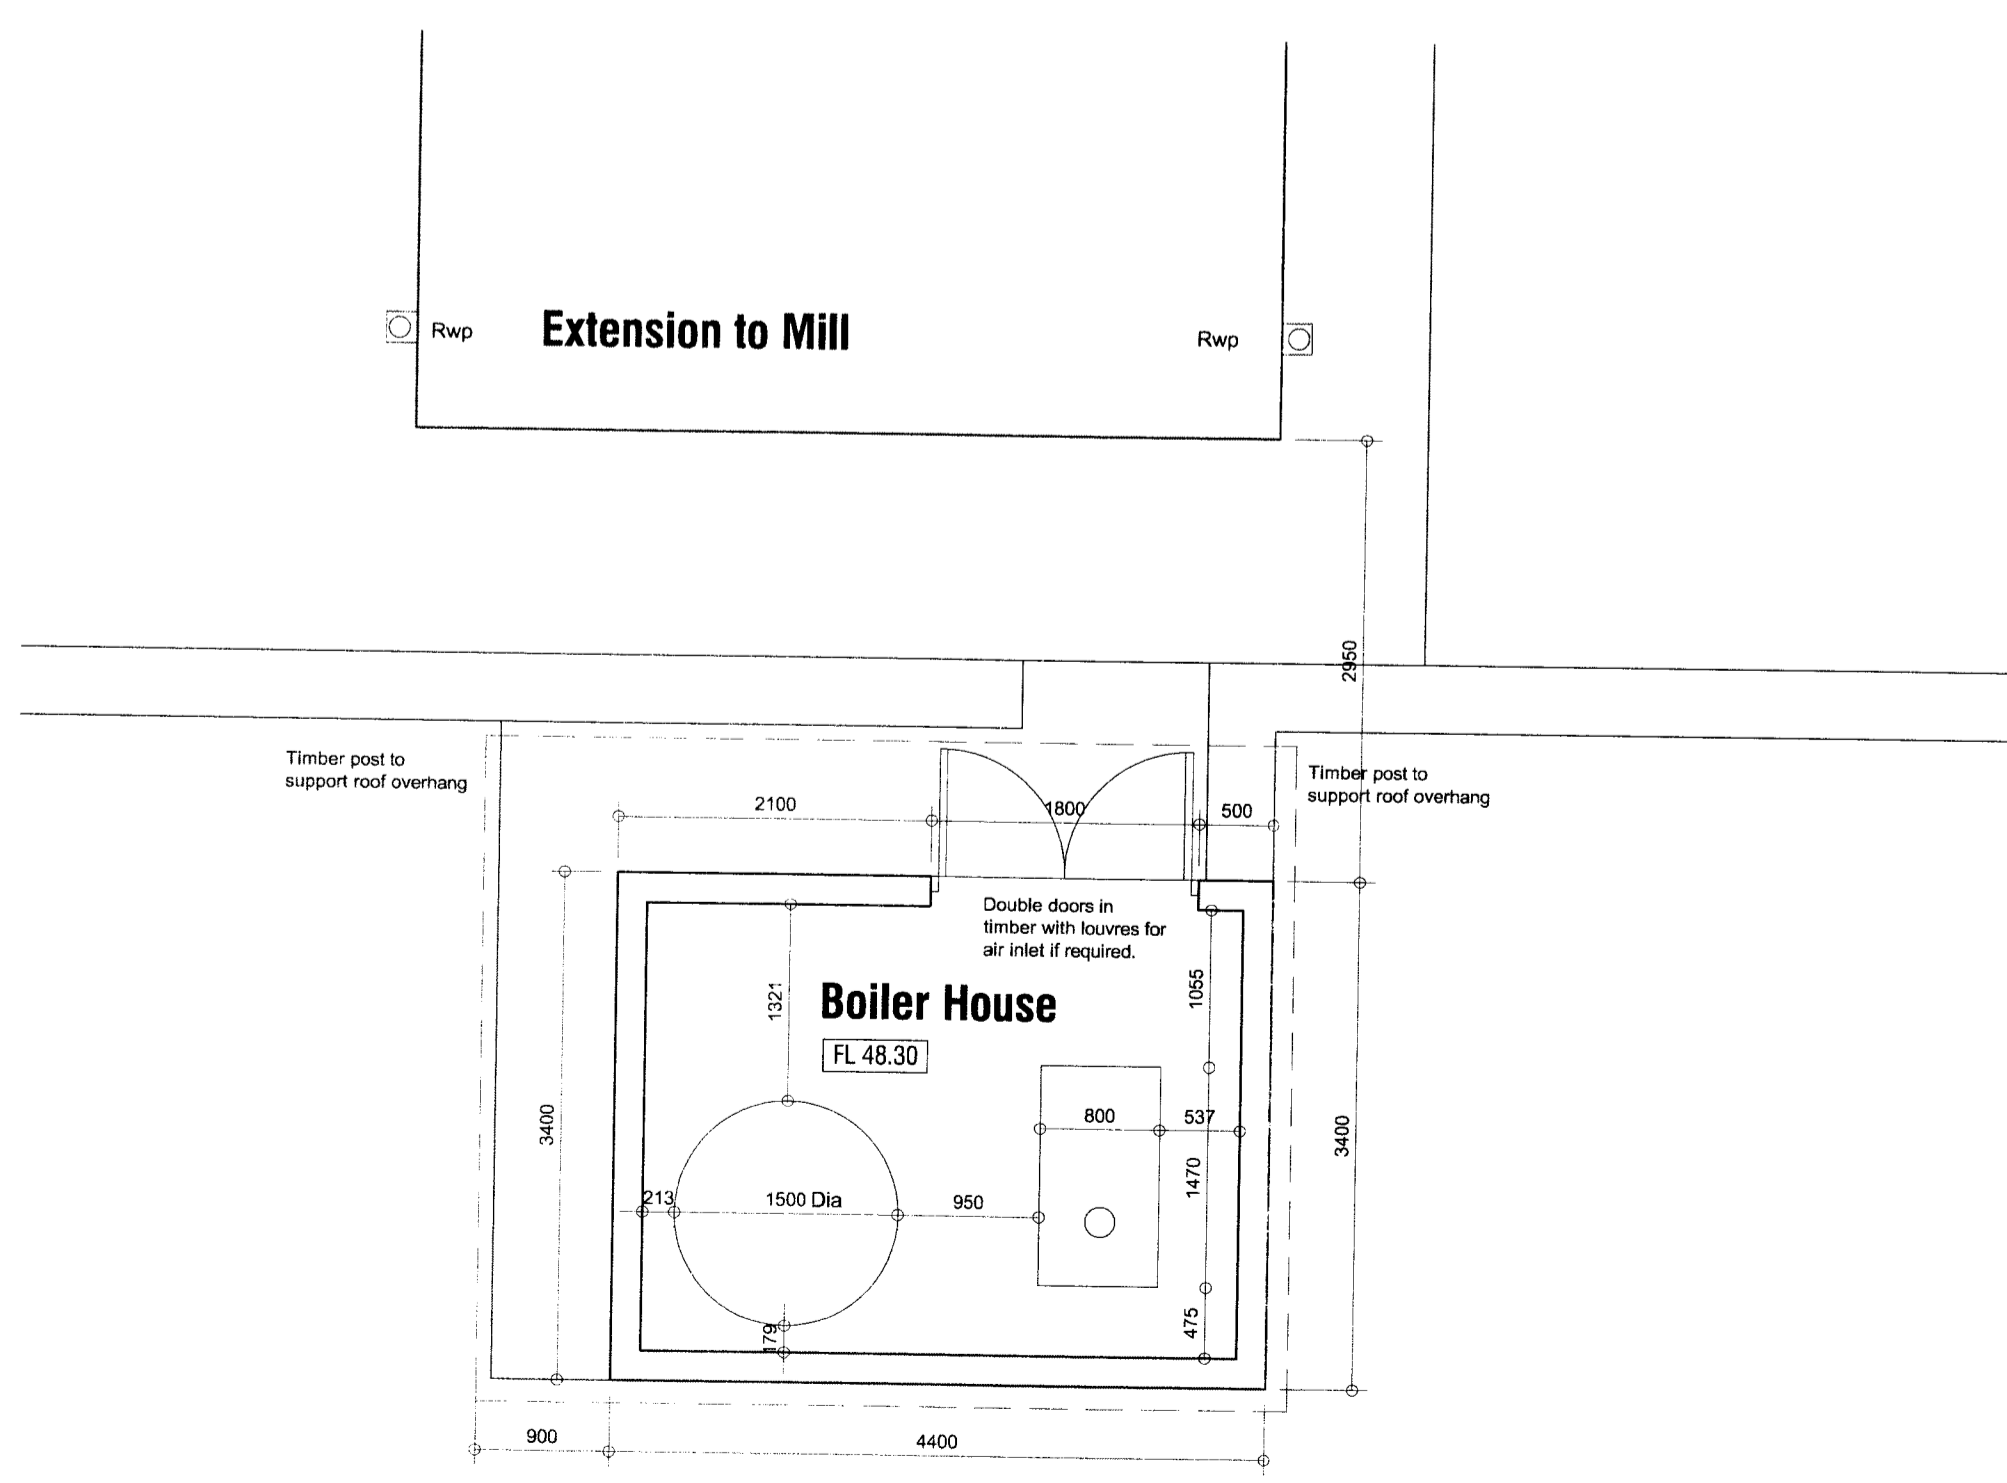 Rwp
Extension to Mill
Rwp
2950
Timber post to
support roof overhang
Timber post to
support roof overhang
2100
1800
500
Double doors in
timber with louvres for
air inlet if required.
1321
Boiler House
1055
FL 48.30
3400
800
537
3400
213
1500 Dia
950
1470
179
475
900
4400